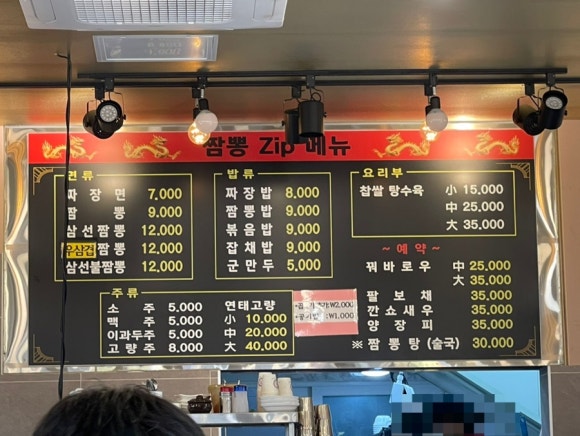 짬뽕 Zip 메뉴
면류
짜장면 7,000
짬뽕 9,000
삼선짬뽕 12,000
우삼겹짬뽕 12,000
삼선볶짬뽕 12,000
밥류
짜장밥 8,000
짬뽕밥 9,000
볶음밥 9,000
잡채밥 9,000
군만두 5,000
요리부
찹쌀 탕수육 小 15,000
中 25,000
大 35,000
~ 예약 ~
꿔바로우 中 25,000
大 35,000
팔보채 35,000
깐쇼새우 35,000
양장피 35,000
※ 짬뽕탕 (술국) 30,000
주류
소주 5,000
맥주 5,000
이과두주 5,000
고량주 8,000
연태고량
小 10,000
中 20,000
大 40,000
₩2,000
₩1,000